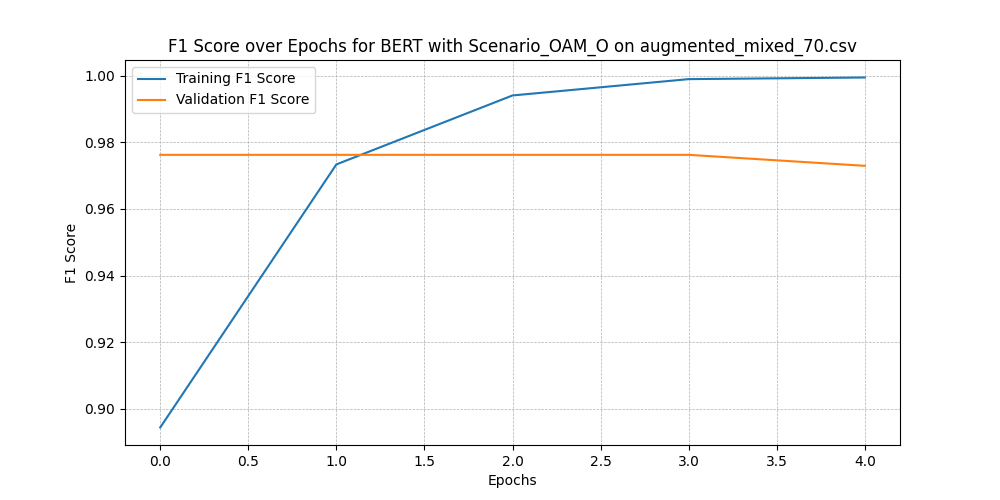 F1 Score over Epochs for BERT with Scenario_OAM_O on augmented_mixed_70.csv
Training F1 Score
Validation F1 Score
F1 Score
1.00
0.98
0.96
0.94
0.92
0.90
0.0 0.5 1.0 1.5 2.0 2.5 3.0 3.5 4.0
Epochs